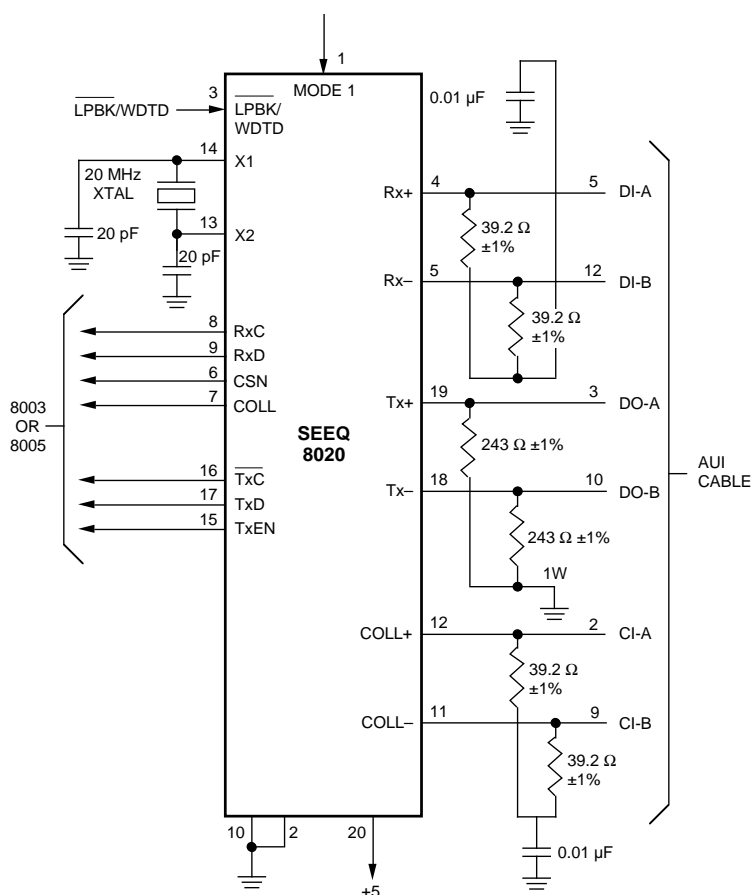 1
MODE 1
3
LPBK/WDTD
LPBK/
WDTD
0.01 µF
14
X1
20 MHz
XTAL
13
X2
20 pF
20 pF
Rx+
4
5
DI-A
39.2 Ω
±1%
Rx–
5
12
DI-B
39.2 Ω
±1%
8
RxC
9
RxD
6
CSN
7
COLL
8003
OR
8005
16
TxC
17
TxD
15
TxEN
SEEQ
8020
Tx+
19
3
DO-A
243 Ω ±1%
Tx–
18
10
DO-B
243 Ω ±1%
1W
AUI
CABLE
COLL+
12
2
CI-A
39.2 Ω
±1%
COLL–
11
9
CI-B
39.2 Ω
±1%
10
2
20
0.01 µF
+5